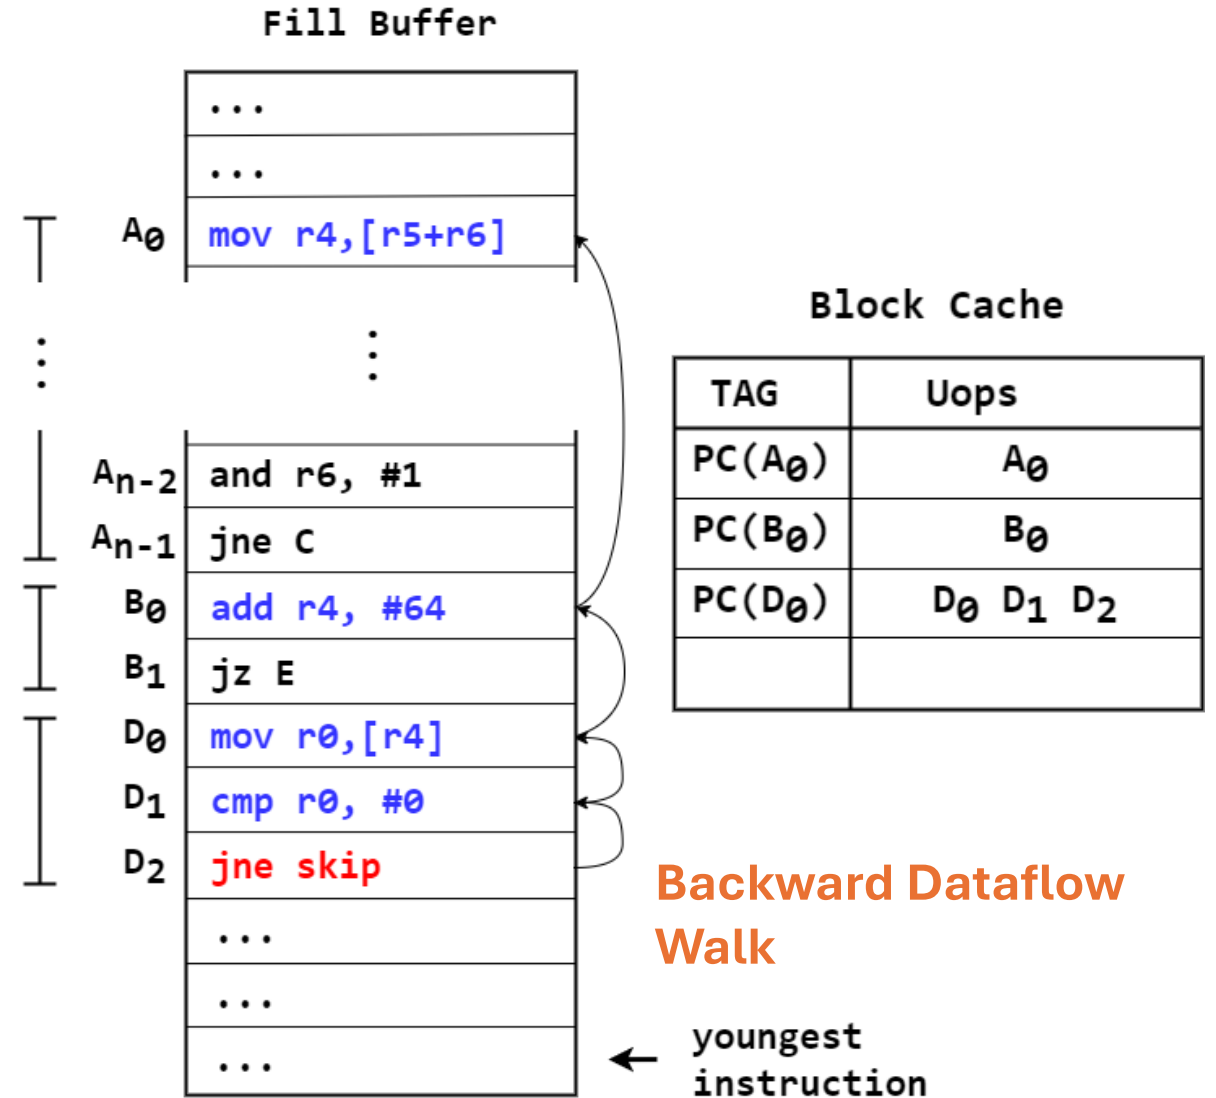 Fill Buffer
...
...
A0 mov r4,[r5+r6]
An-2 and r6, #1
An-1 jne C
B0 add r4, #64
B1 jz E
D0 mov r0,[r4]
D1 cmp r0, #0
D2 jne skip
...
...
...
Block Cache
TAG Uops
PC(A0) A0
PC(B0) B0
PC(D0) D0 D1 D2
Backward Dataflow
Walk
youngest
instruction